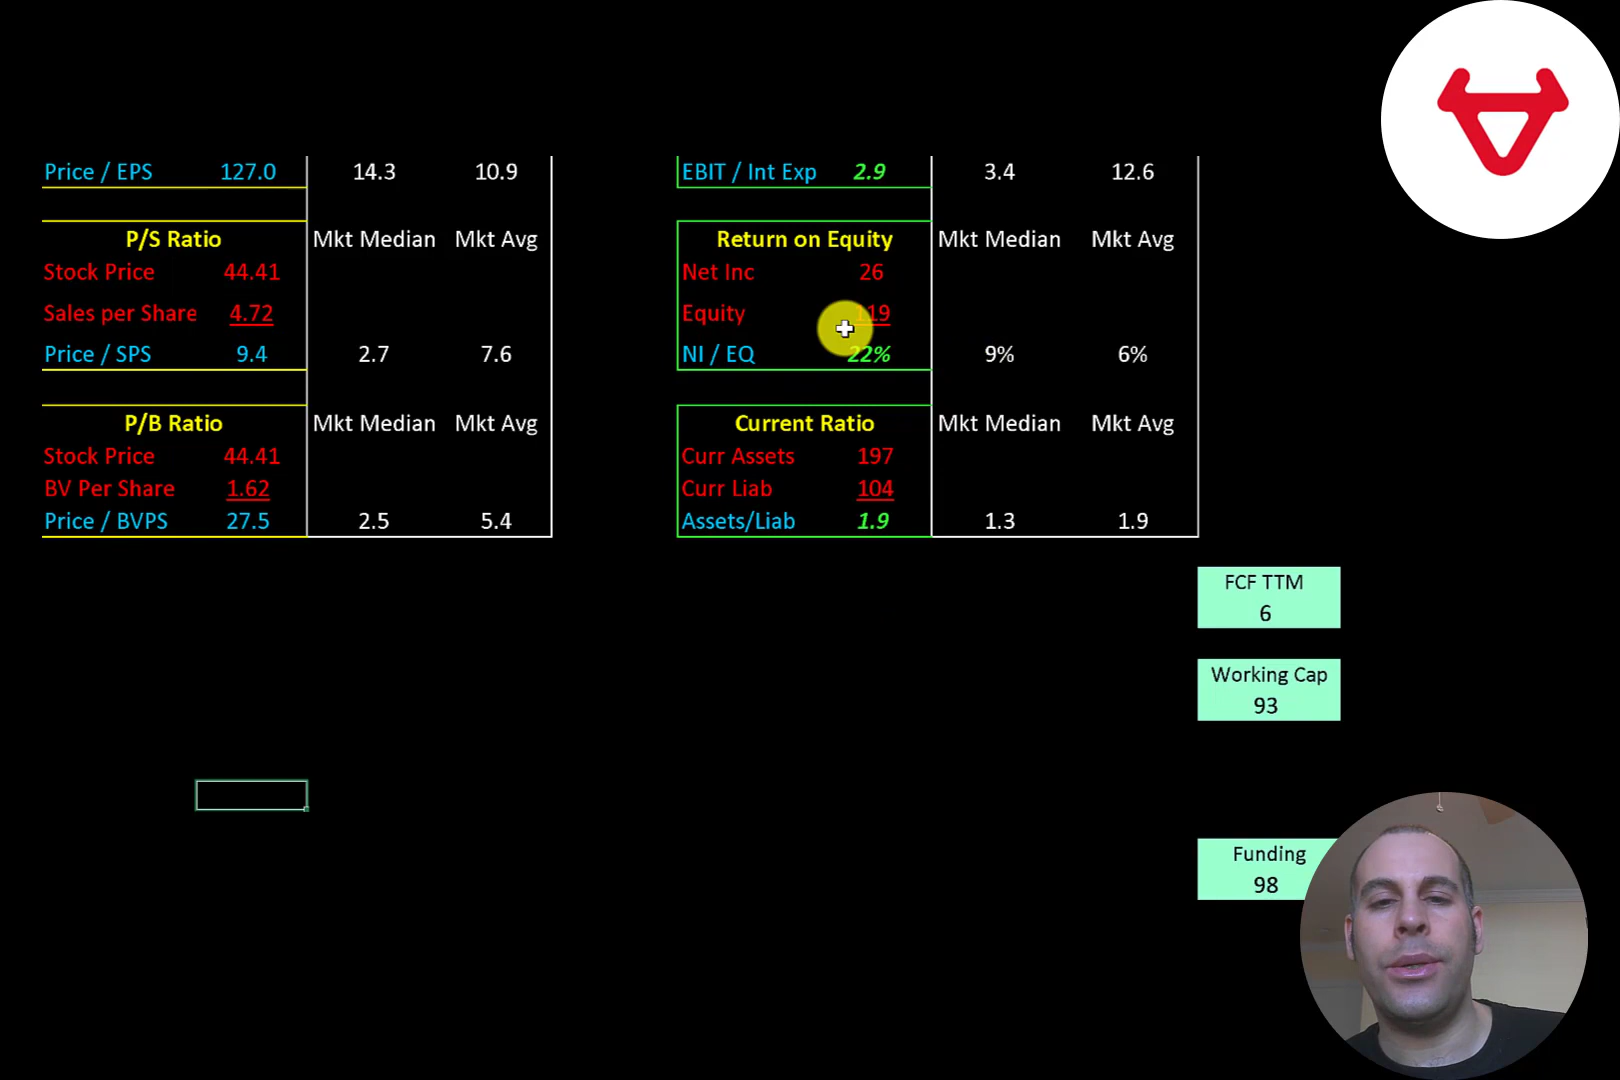 Price / EPS 127.0 14.3 10.9
P/S Ratio Mkt Median Mkt Avg
Stock Price 44.41
Sales per Share 4.72
Price / SPS 9.4 2.7 7.6
P/B Ratio Mkt Median Mkt Avg
Stock Price 44.41
BV Per Share 1.62
Price / BVPS 27.5 2.5 5.4
EBIT / Int Exp 2.9 3.4 12.6
Return on Equity Mkt Median Mkt Avg
Net Inc 26
Equity 119
NI / EQ 22% 9% 6%
Current Ratio Mkt Median Mkt Avg
Curr Assets 197
Curr Liab 104
Assets/Liab 1.9 1.3 1.9
FCF TTM
6
Working Cap
93
Funding
98